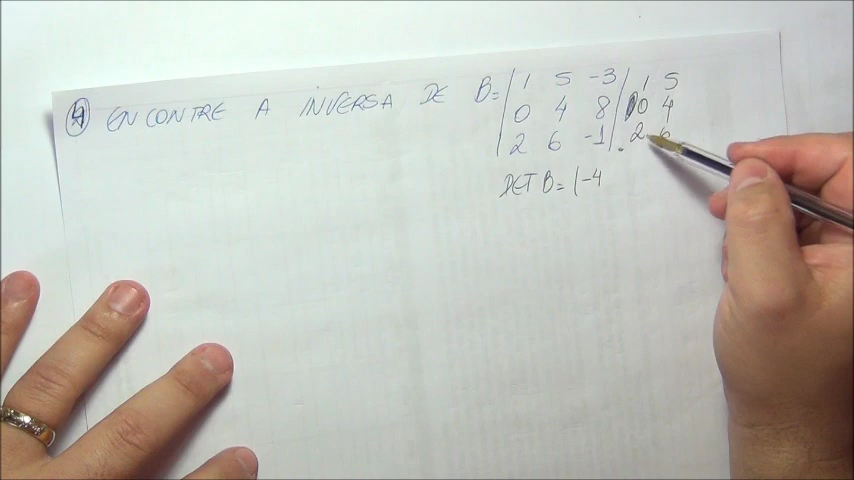 4 ENCONTRE A INVERSA DE B= | 1 5 -3 | 1 5
0 4 8 0 4
2 6 -1 2 6
DET B = (-4